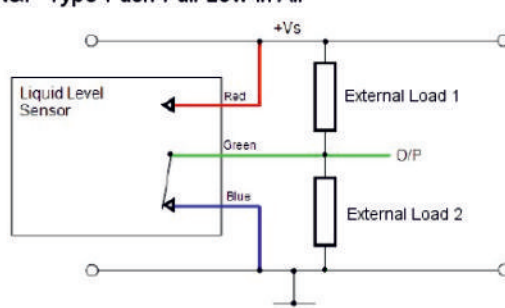 Type Push Pull Low in Air
+Vs
Liquid Level
Sensor
Red
External Load 1
Green
O/P
Blue
External Load 2